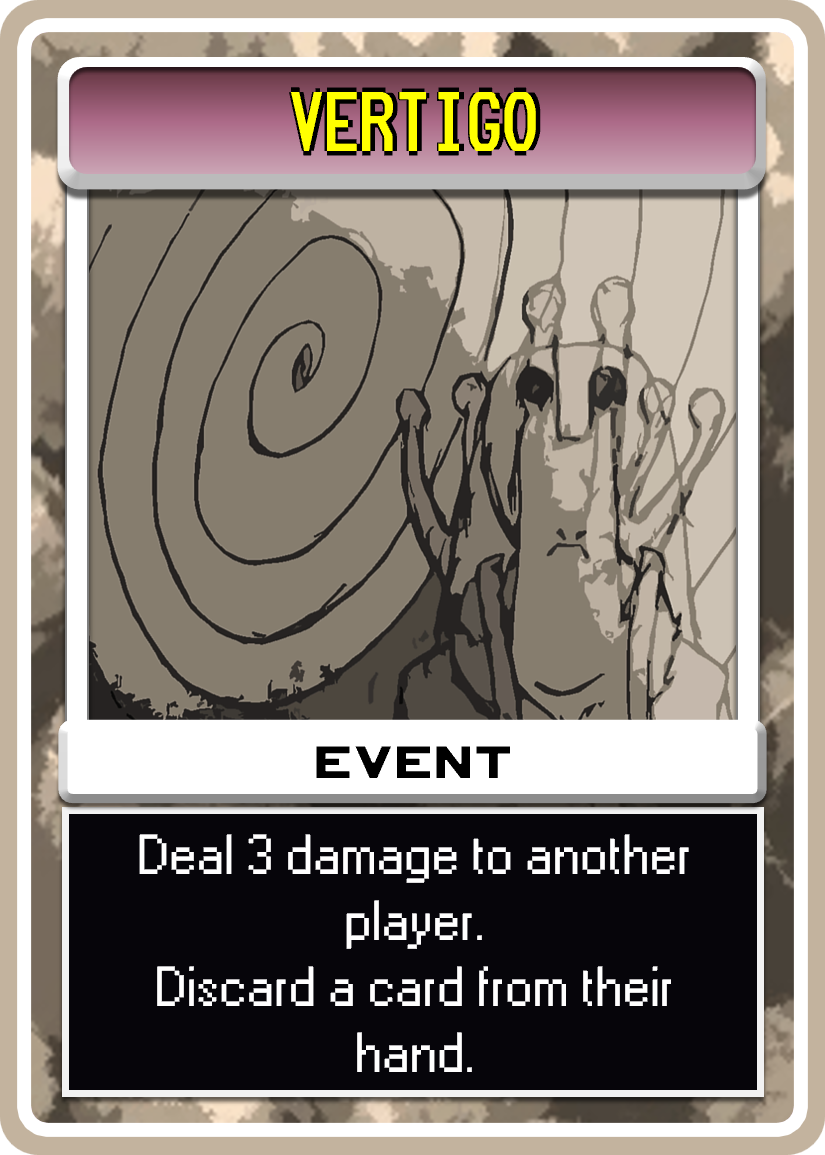 VERTIGO
EVENT
Deal 3 damage to another
player.
Discard a card from their
hand.